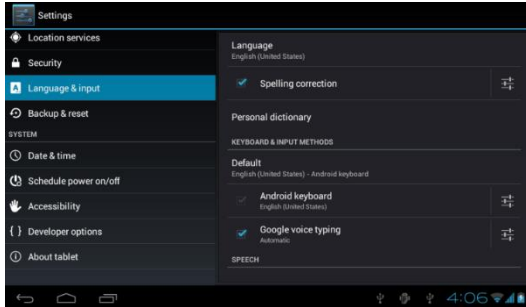 Settings
Location services
Security
Language & input
Backup & reset
SYSTEM
Date & time
Schedule power on/off
Accessibility
{ } Developer options
About tablet
Language
English (United States)
Spelling correction
Personal dictionary
KEYBOARD & INPUT METHODS
Default
English (United States) - Android keyboard
Android keyboard
English (United States)
Google voice typing
Automatic
SPEECH
4:06